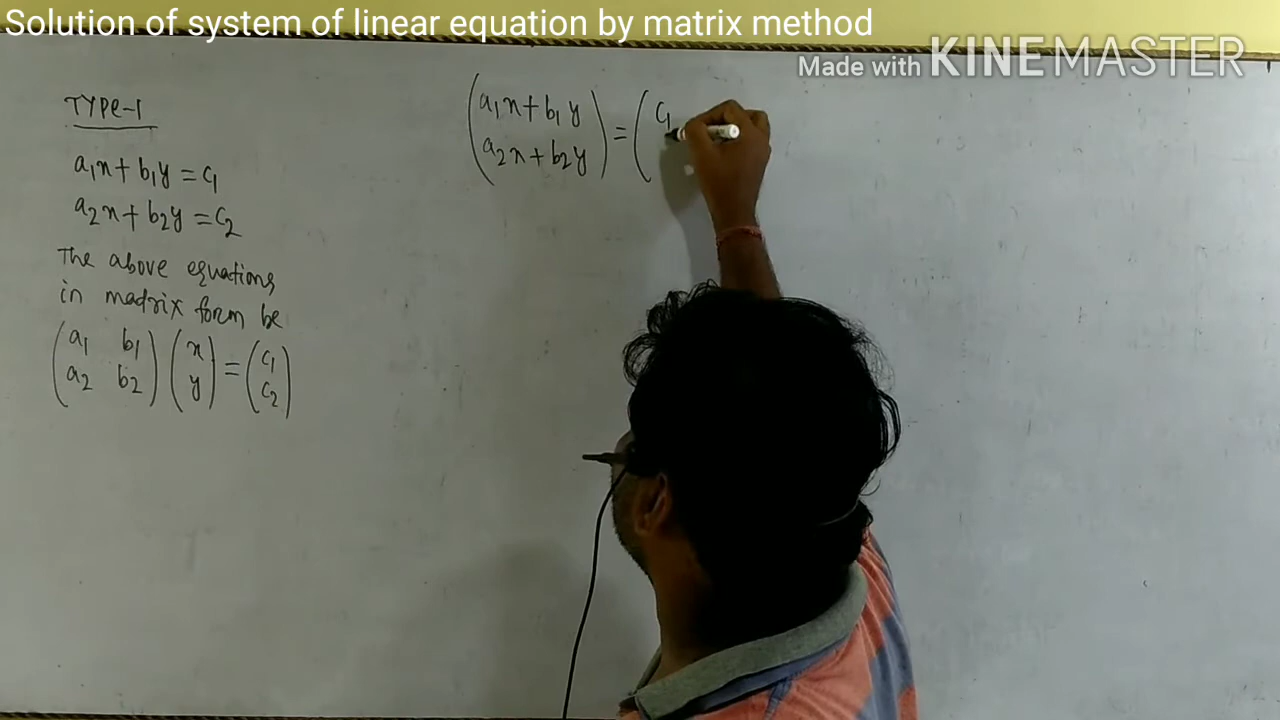 Solution of system of linear equation by matrix method
Made with KINEMASTER
TYPE-1
a₁x + b₁y = c₁
a₂x + b₂y = c₂
The above equations
in matrix form be
(a₁ b₁) (x) = (c₁)
(a₂ b₂) (y) (c₂)
(a₁x + b₁y) = (c₁
(a₂x + b₂y) (